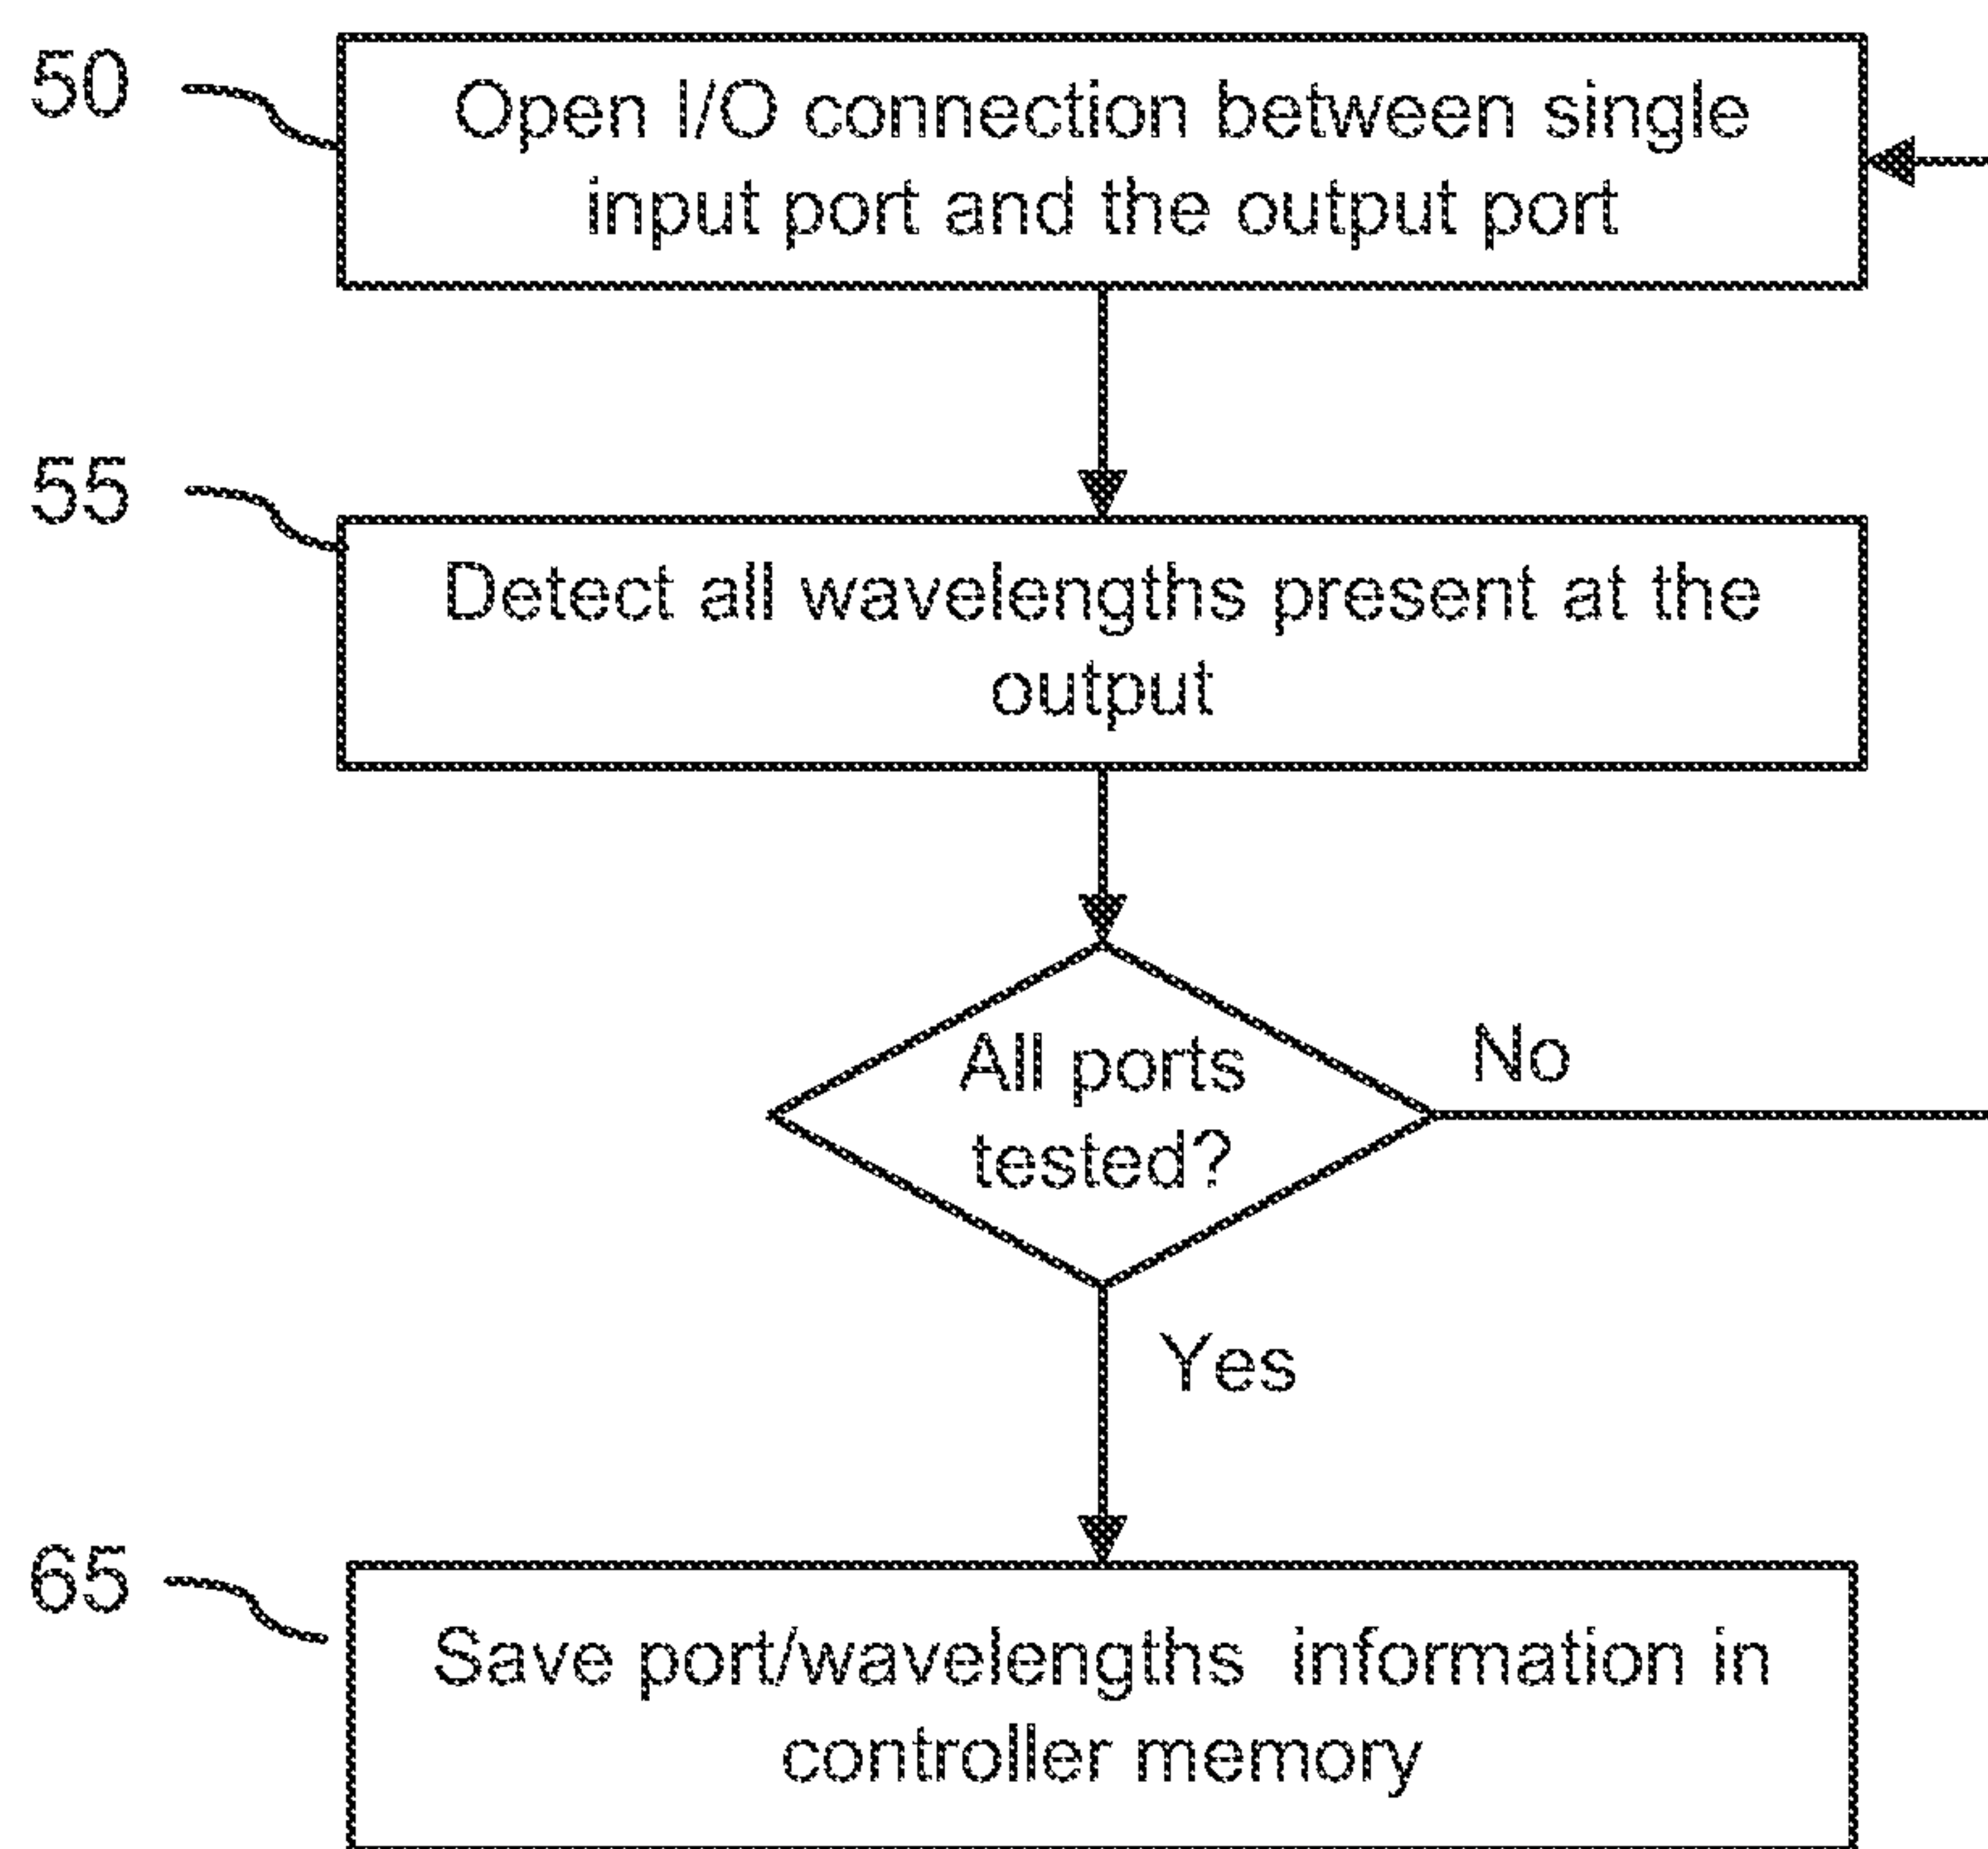 50
Open I/O connection between single
input port and the output port
55
Detect all wavelengths present at the
output
All ports
tested?
No
Yes
65
Save port/wavelengths information in
controller memory